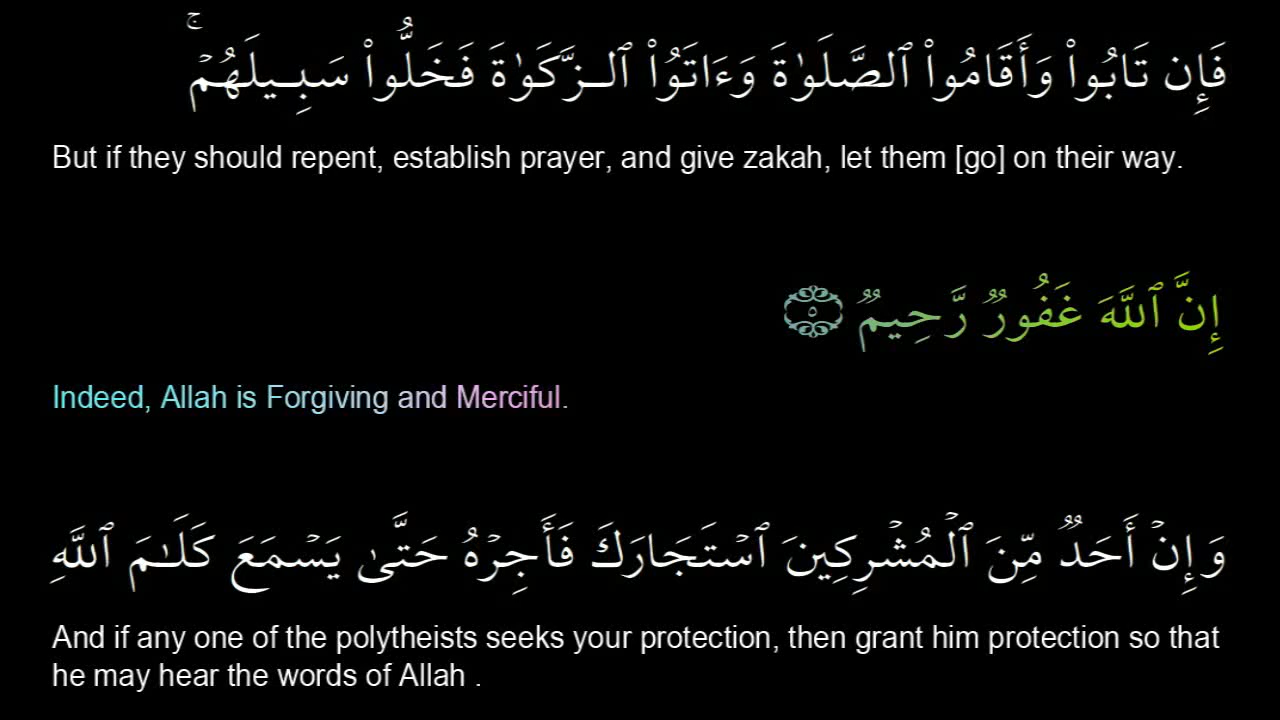 فَإِن تَابُوا۟ وَأَقَامُوا۟ ٱلصَّلَوٰةَ وَءَاتَوُا۟ ٱلزَّكَوٰةَ فَخَلُّوا۟ سَبِيلَهُمْ ۚ
But if they should repent, establish prayer, and give zakah, let them [go] on their way.
إِنَّ ٱللَّهَ غَفُورٌ رَّحِيمٌ ۝٥
Indeed, Allah is Forgiving and Merciful.
وَإِنْ أَحَدٌ مِّنَ ٱلْمُشْرِكِينَ ٱسْتَجَارَكَ فَأَجِرْهُ حَتَّىٰ يَسْمَعَ كَلَـٰمَ ٱللَّهِ
And if any one of the polytheists seeks your protection, then grant him protection so that
he may hear the words of Allah .